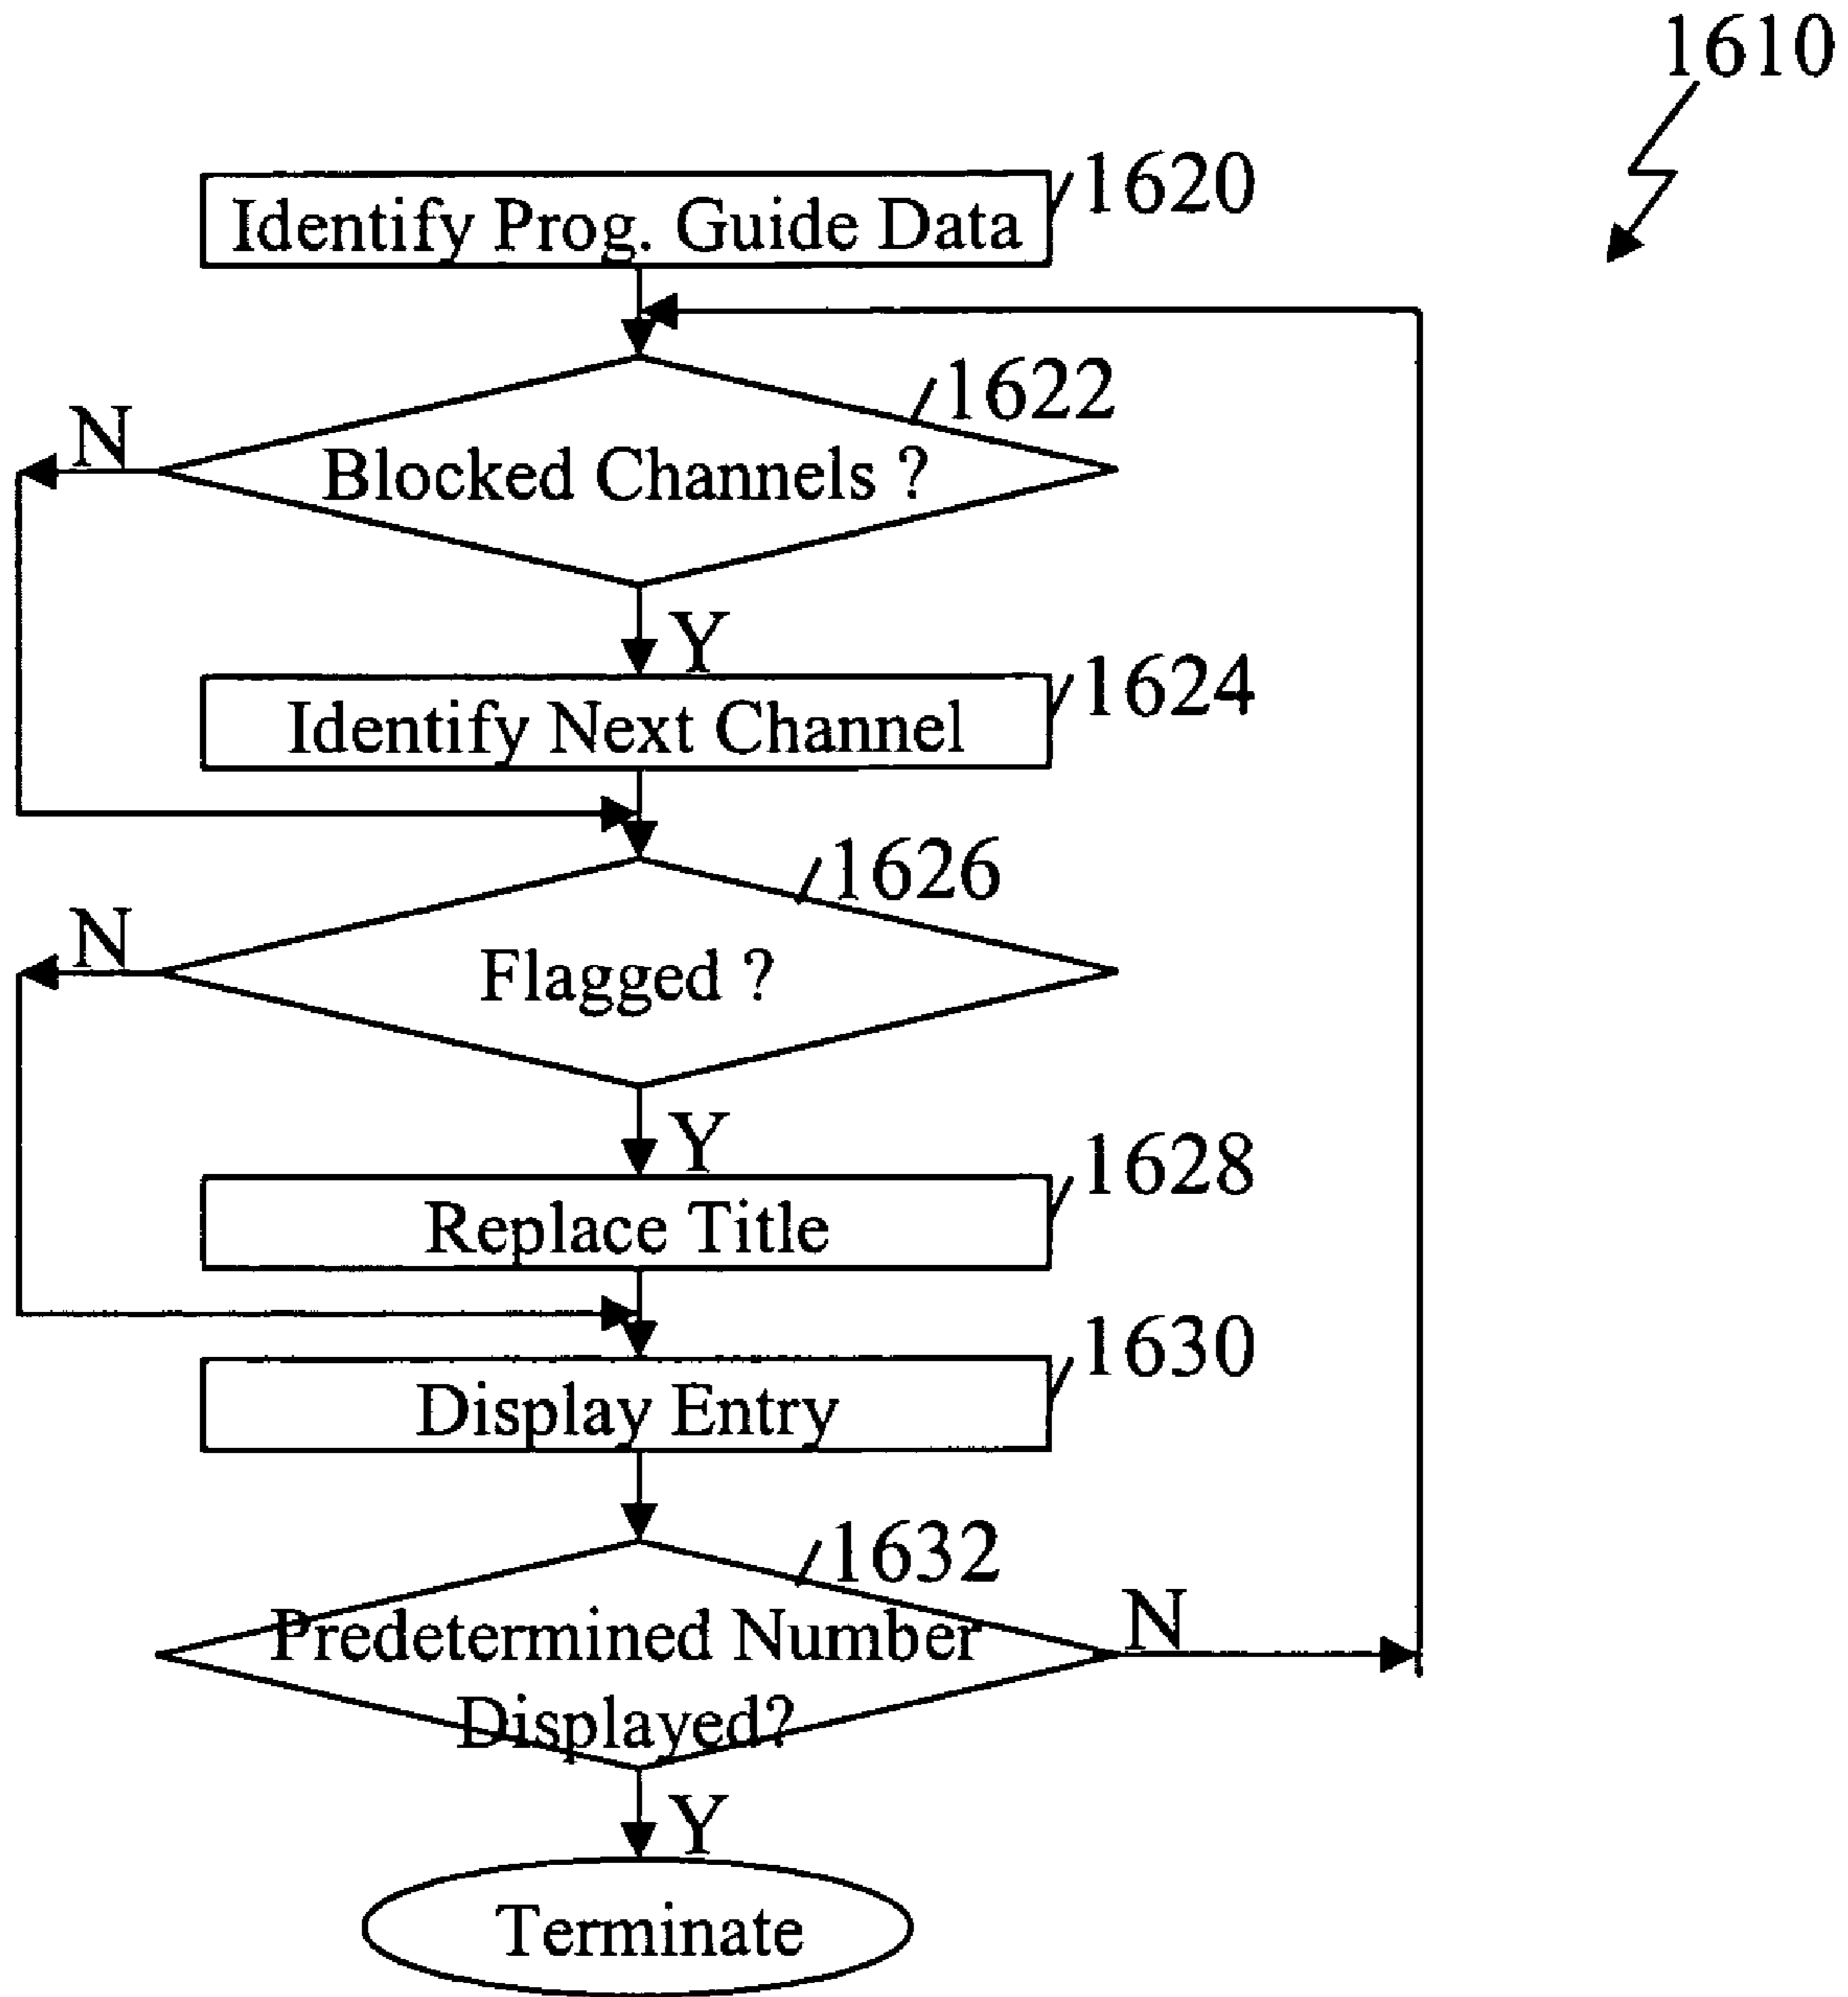 1610
Identify Prog. Guide Data
1620
1622
N
Blocked Channels ?
Y
1624
Identify Next Channel
1626
N
Flagged ?
Y
1628
Replace Title
1630
Display Entry
1632
Predetermined Number
N
Displayed?
Y
Terminate